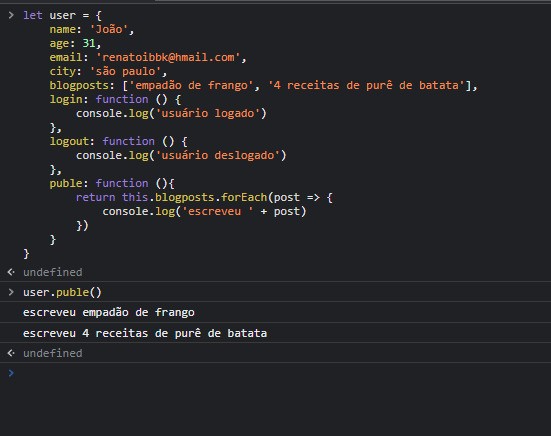 let user = {
name: 'João',
age: 31,
email: 'renatoibbk@hmail.com',
city: 'são paulo',
blogposts: ['empadão de frango', '4 receitas de purê de batata'],
login: function () {
console.log('usuário logado')
},
logout: function () {
console.log('usuário deslogado')
},
puble: function (){
return this.blogposts.forEach(post => {
console.log('escreveu ' + post)
})
}
}
undefined
user.puble()
escreveu empadão de frango
escreveu 4 receitas de purê de batata
undefined